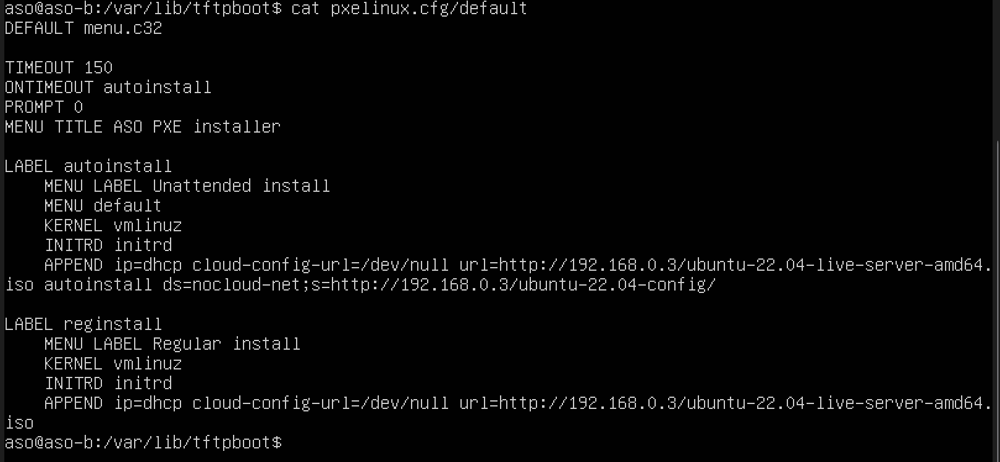 aso@aso-b:/var/lib/tftpboot$ cat pxelinux.cfg/default
DEFAULT menu.c32
TIMEOUT 150
ONTIMEOUT autoinstall
PROMPT 0
MENU TITLE ASO PXE installer
LABEL autoinstall
MENU LABEL Unattended install
MENU default
KERNEL vmlinuz
INITRD initrd
APPEND ip=dhcp cloud-config-url=/dev/null url=http://192.168.0.3/ubuntu-22.04-live-server-amd64.
iso autoinstall ds=nocloud-net;s=http://192.168.0.3/ubuntu-22.04-config/
LABEL reginstall
MENU LABEL Regular install
KERNEL vmlinuz
INITRD initrd
APPEND ip=dhcp cloud-config-url=/dev/null url=http://192.168.0.3/ubuntu-22.04-live-server-amd64.
iso
aso@aso-b:/var/lib/tftpboot$